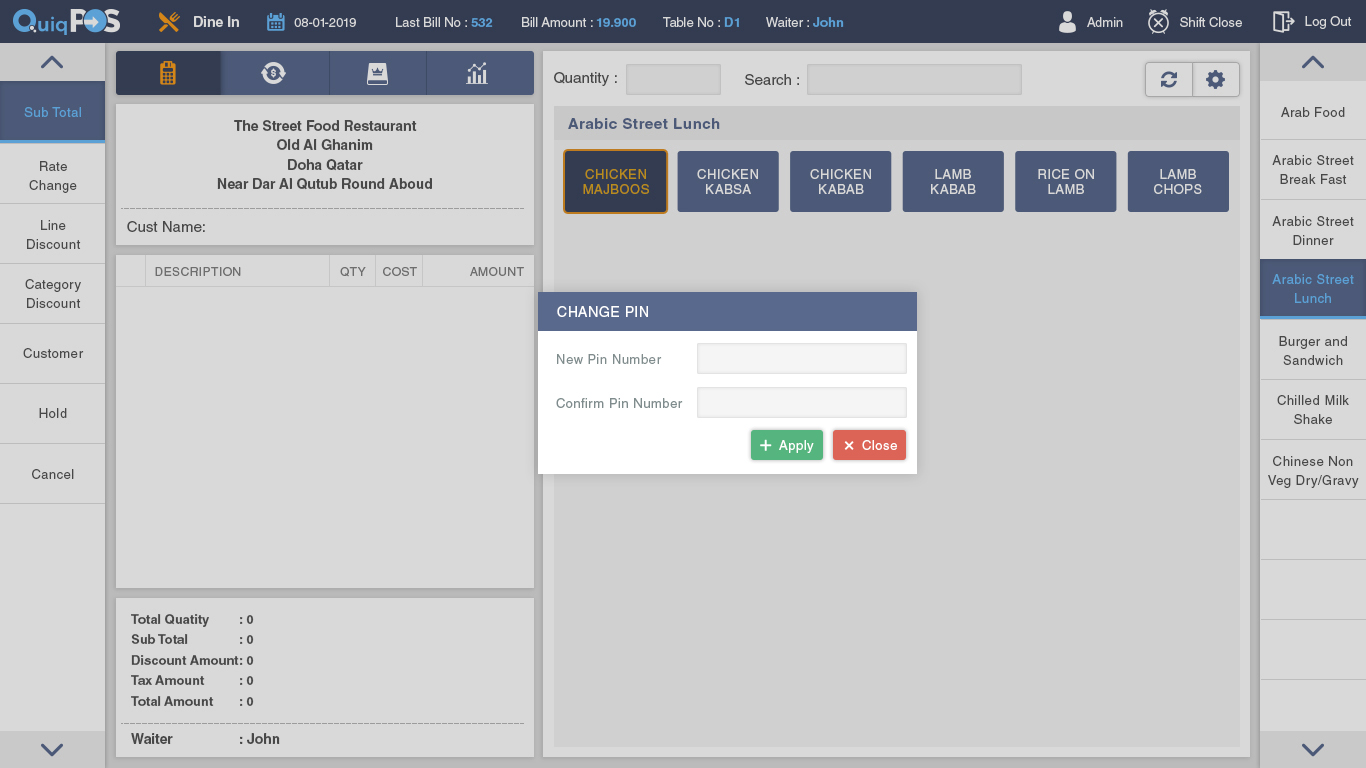 QuiqPOS
Dine In
08-01-2019
Last Bill No : 532
Bill Amount : 19.900
Table No : D1
Waiter : John
Admin
Shift Close
Log Out
Sub Total
Rate
Change
Line
Discount
Category
Discount
Customer
Hold
Cancel
The Street Food Restaurant
Old Al Ghanim
Doha Qatar
Near Dar Al Qutub Round Aboud
Cust Name:
DESCRIPTION QTY COST AMOUNT
Total Quatity : 0
Sub Total : 0
Discount Amount: 0
Tax Amount : 0
Total Amount : 0
Waiter : John
Quantity :
Search :
Arabic Street Lunch
CHICKEN
MAJBOOS
CHICKEN
KABSA
CHICKEN
KABAB
LAMB
KABAB
RICE ON
LAMB
LAMB
CHOPS
CHANGE PIN
New Pin Number
Confirm Pin Number
Apply
Close
Arab Food
Arabic Street
Break Fast
Arabic Street
Dinner
Arabic Street
Lunch
Burger and
Sandwich
Chilled Milk
Shake
Chinese Non
Veg Dry/Gravy